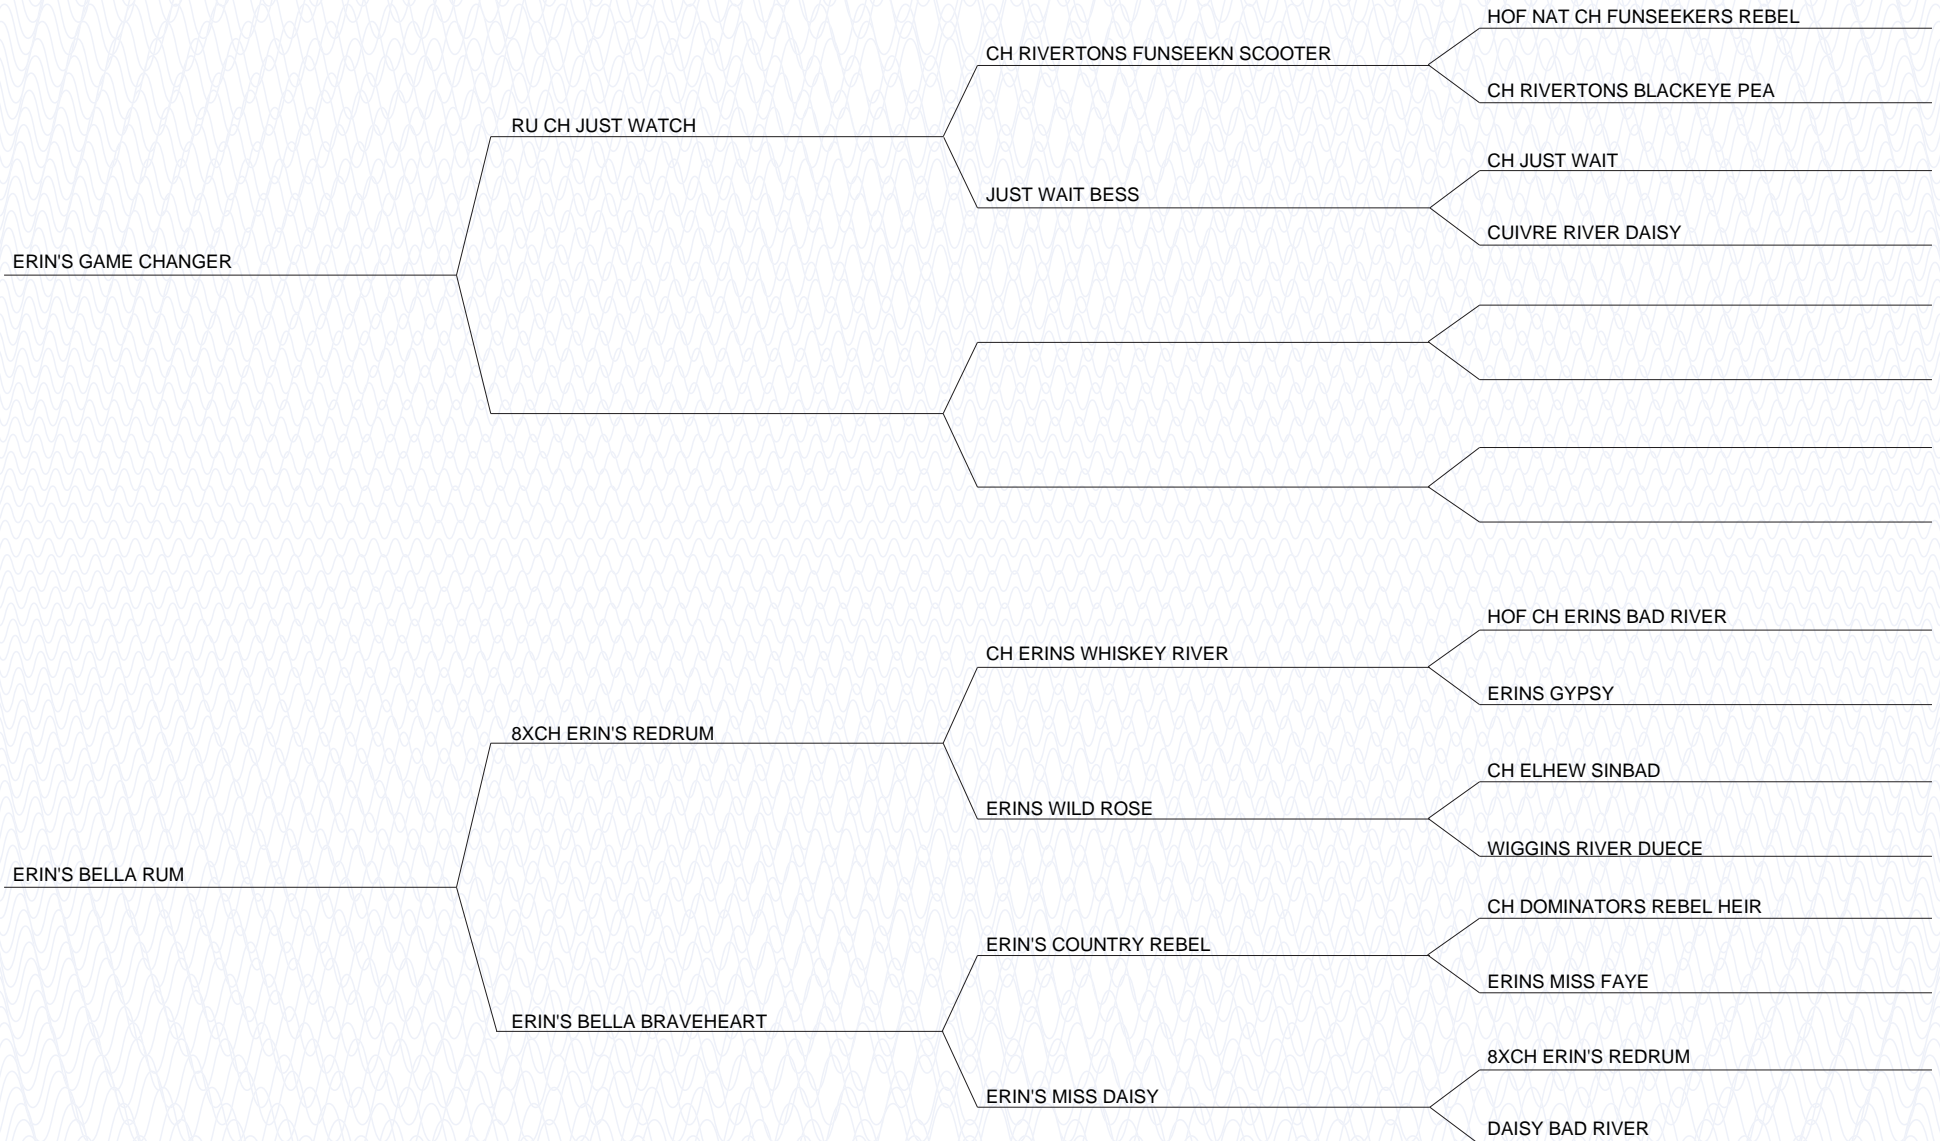 HOF NAT CH FUNSEEKERS REBEL
CH RIVERTONS FUNSEEKN SCOOTER
CH RIVERTONS BLACKEYE PEA
RU CH JUST WATCH
CH JUST WAIT
JUST WAIT BESS
CUIVRE RIVER DAISY
ERIN'S GAME CHANGER
HOF CH ERINS BAD RIVER
CH ERINS WHISKEY RIVER
ERINS GYPSY
8XCH ERIN'S REDRUM
CH ELHEW SINBAD
ERINS WILD ROSE
WIGGINS RIVER DUECE
ERIN'S BELLA RUM
CH DOMINATORS REBEL HEIR
ERIN'S COUNTRY REBEL
ERINS MISS FAYE
ERIN'S BELLA BRAVEHEART
8XCH ERIN'S REDRUM
ERIN'S MISS DAISY
DAISY BAD RIVER